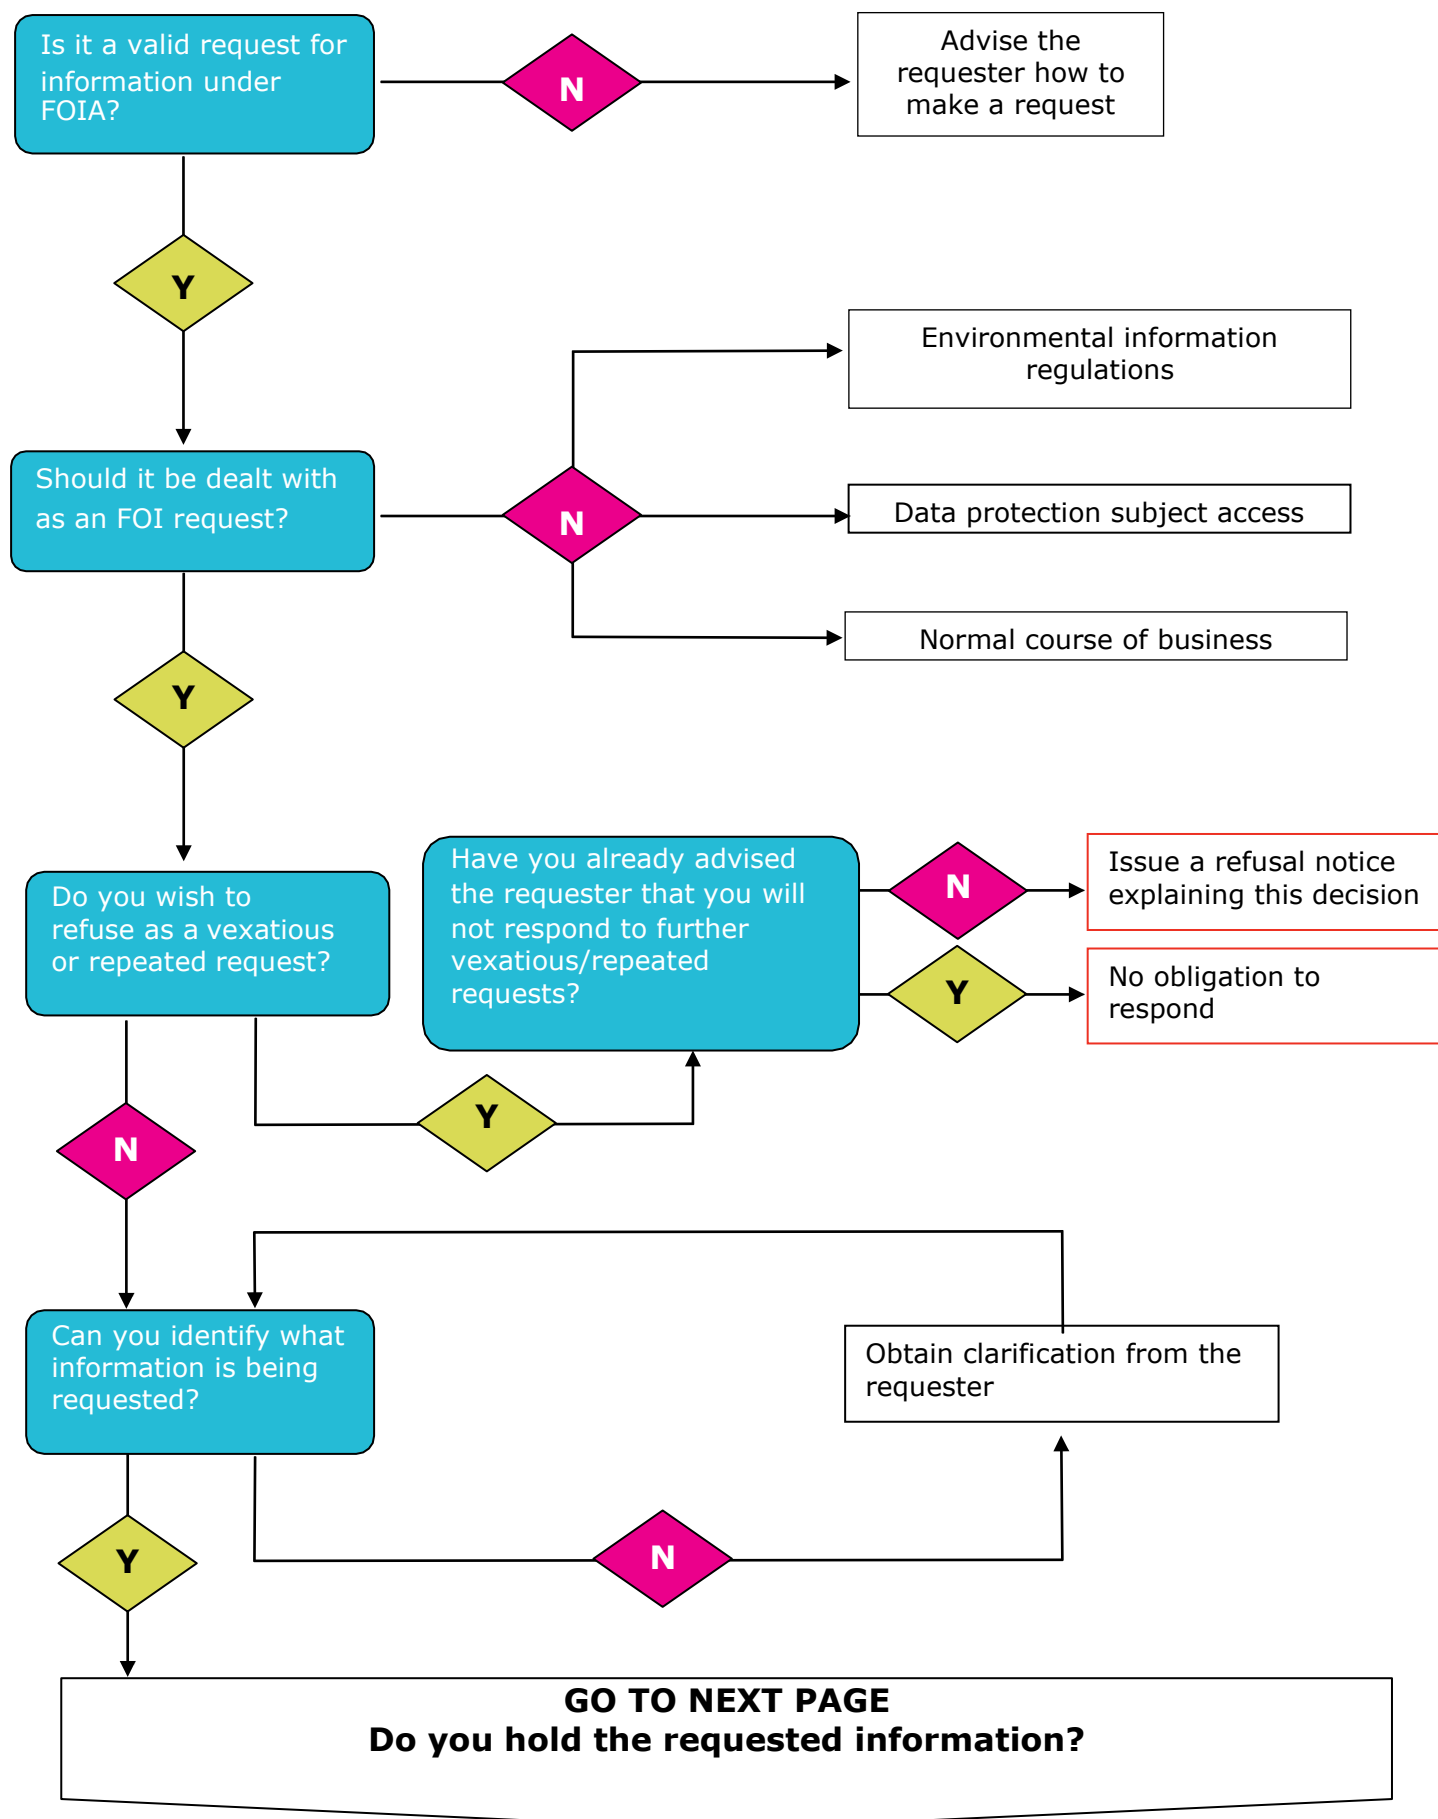 Is it a valid request for
information under
FOIA?
N
Advise the
requester how to
make a request
Y
Environmental information
regulations
Should it be dealt with
as an FOI request?
N
Data protection subject access
Normal course of business
Y
Do you wish to
refuse as a vexatious
or repeated request?
Have you already advised
the requester that you will
not respond to further
vexatious/repeated
requests?
N
Issue a refusal notice
explaining this decision
Y
No obligation to
respond
Y
N
Can you identify what
information is being
requested?
Obtain clarification from the
requester
Y
N
GO TO NEXT PAGE
Do you hold the requested information?